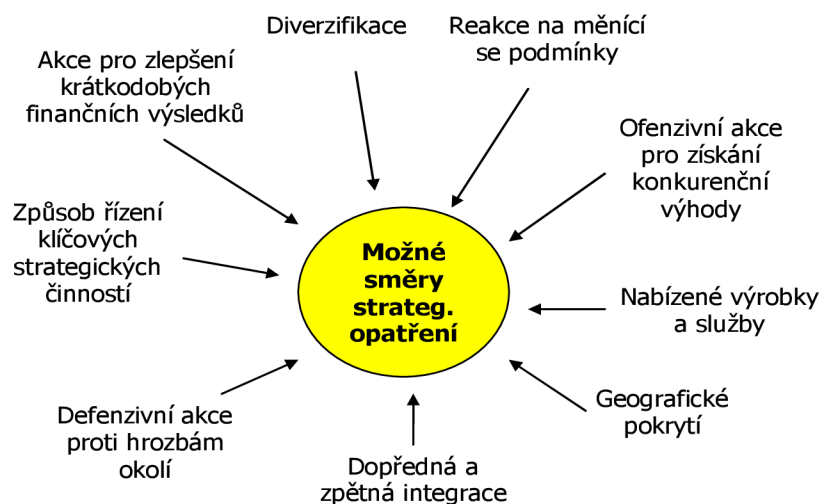 Diverzifikace
Reakce na měnící
se podmínky
Akce pro zlepšení
krátkodobých
finančních výsledků
Ofenzivní akce
pro získání
konkurenční
výhody
Způsob řízení
klíčových
strategických
činností
Možné
směry
strateg.
opatření
Nabízené výrobky
a služby
Geografické
pokrytí
Defenzivní akce
proti hrozbám
okolí
Dopředná a
zpětná integrace